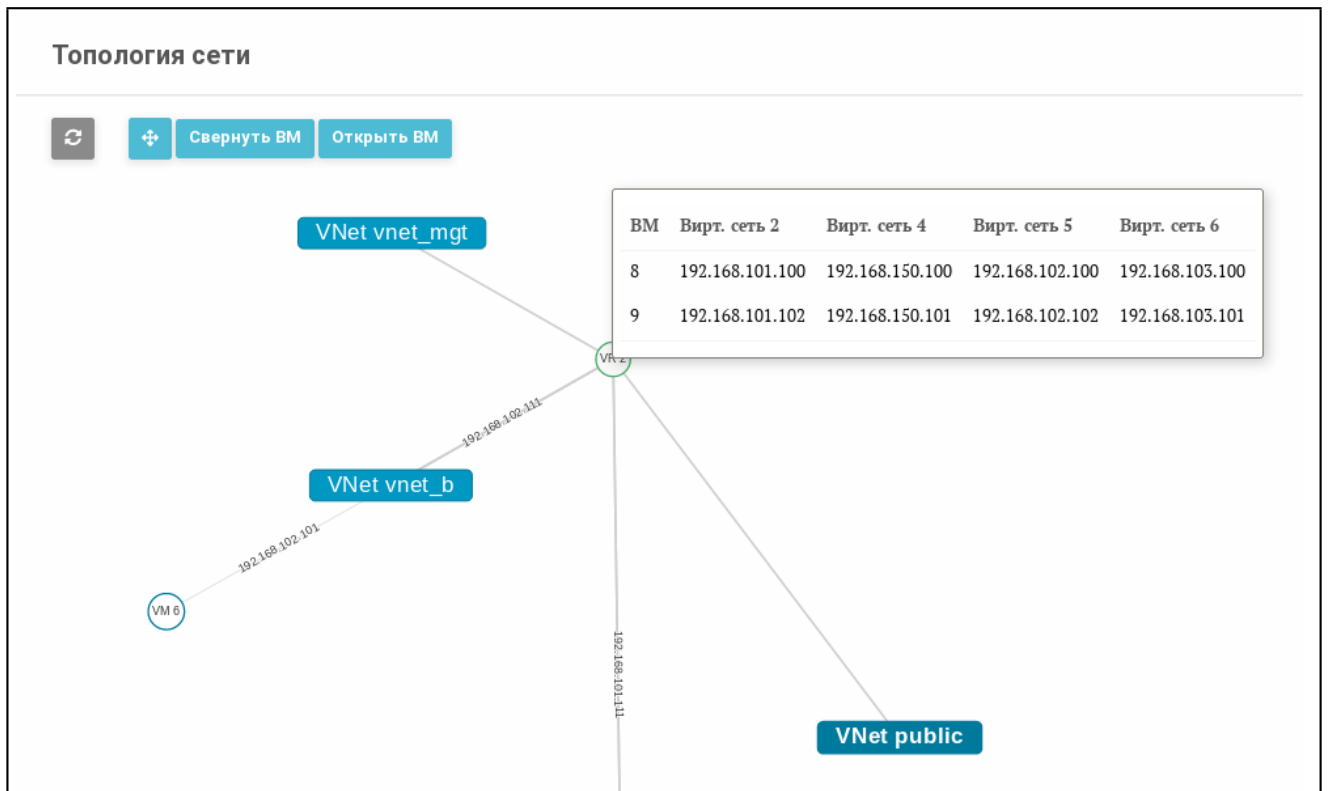 Топология сети
Свернуть ВМ Открыть ВМ
VNet vnet_mgt
ВМ Вирт. сеть 2 Вирт. сеть 4 Вирт. сеть 5 Вирт. сеть 6
8 192.168.101.100 192.168.150.100 192.168.102.100 192.168.103.100
9 192.168.101.102 192.168.150.101 192.168.102.102 192.168.103.101
VR 2
192.168.102.111
VNet vnet_b
192.168.102.101
VM 6
192.168.101.111
VNet public